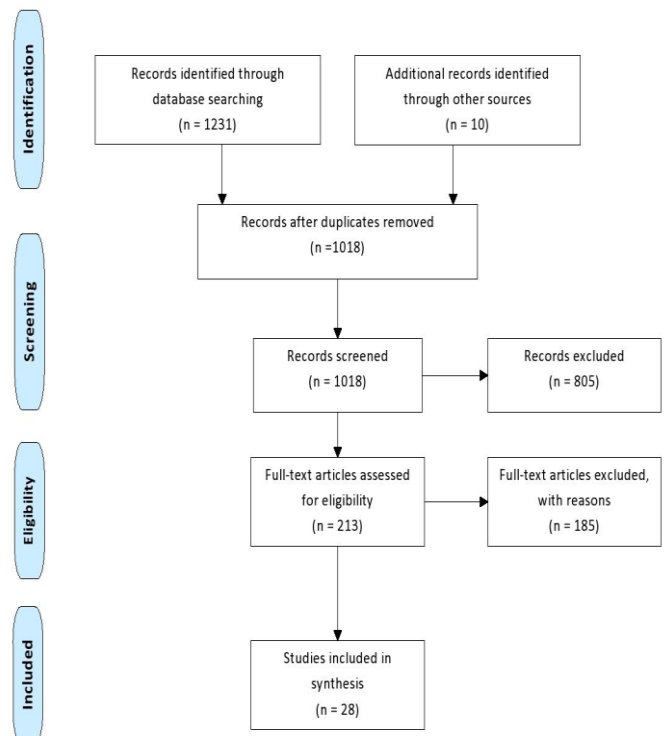 Identification
Records identified through
database searching
(n = 1231)
Additional records identified
through other sources
(n = 10)
Records after duplicates removed
(n =1018)
Screening
Records screened
(n = 1018)
Records excluded
(n = 805)
Eligibility
Full-text articles assessed
for eligibility
(n = 213)
Full-text articles excluded,
with reasons
(n = 185)
Included
Studies included in
synthesis
(n = 28)